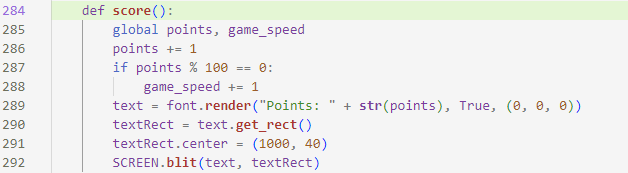 284 def score():
285 global points, game_speed
286 points += 1
287 if points % 100 == 0:
288 game_speed += 1
289 text = font.render("Points: " + str(points), True, (0, 0, 0))
290 textRect = text.get_rect()
291 textRect.center = (1000, 40)
292 SCREEN.blit(text, textRect)